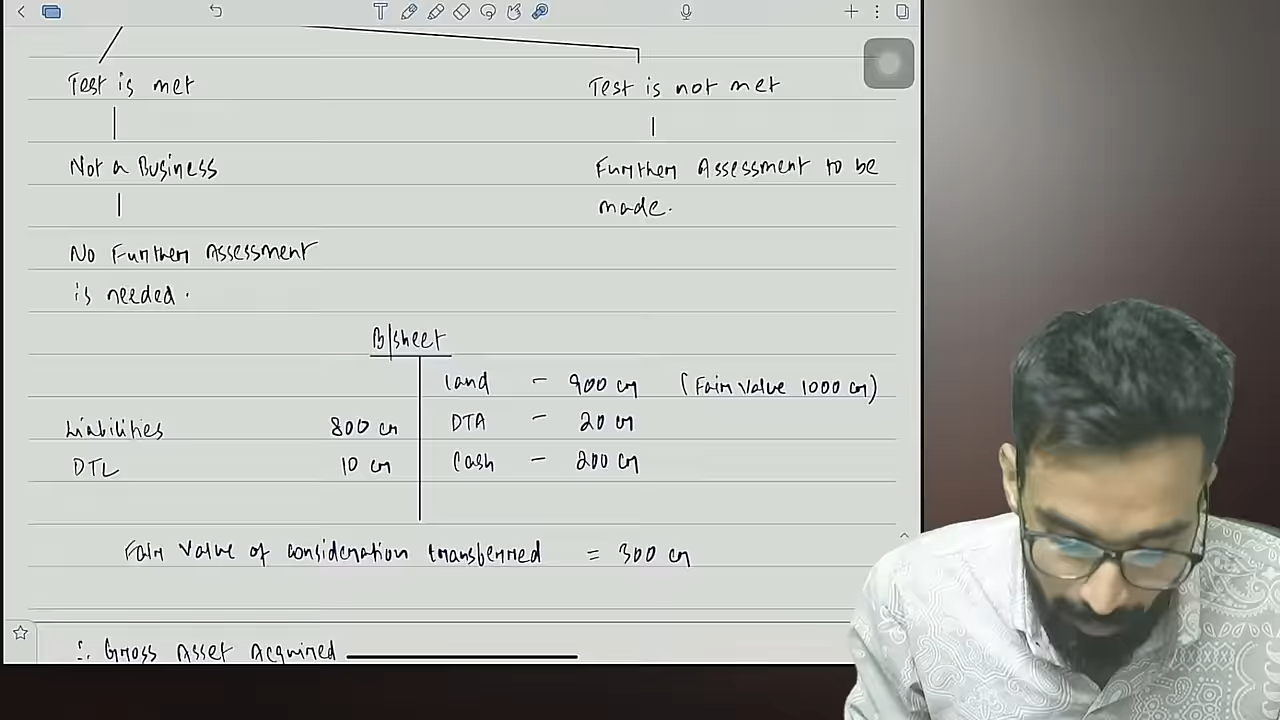 Test is met
Test is not met
Not a Business
Further Assessment to be
made.
No Further Assessment
is needed.
B/sheet
Land - 900 cr (Fair value 1000 cr)
Liabilities 800 cr DTA - 20 cr
DTL 10 cr Cash - 200 cr
Fair value of consideration transferred = 300 cr
∴ Gross Asset Acquired